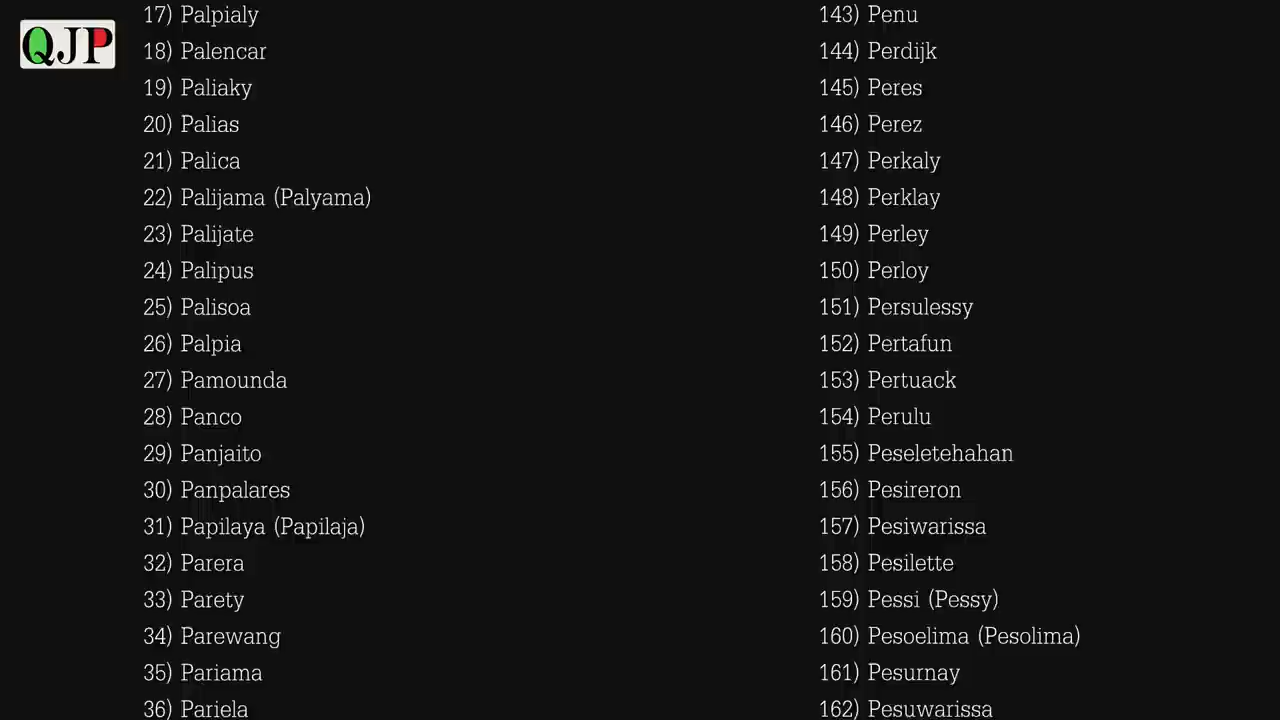 QJP
17) Palpialy
18) Palencar
19) Paliaky
20) Palias
21) Palica
22) Palijama (Palyama)
23) Palijate
24) Palipus
25) Palisoa
26) Palpia
27) Pamounda
28) Panco
29) Panjaito
30) Panpalares
31) Papilaya (Papilaja)
32) Parera
33) Parety
34) Parewang
35) Pariama
36) Pariela
143) Penu
144) Perdijk
145) Peres
146) Perez
147) Perkaly
148) Perklay
149) Perley
150) Perloy
151) Persulessy
152) Pertafun
153) Pertuack
154) Perulu
155) Peseletehahan
156) Pesireron
157) Pesiwarissa
158) Pesilette
159) Pessi (Pessy)
160) Pesoelima (Pesolima)
161) Pesurnay
162) Pesuwarissa